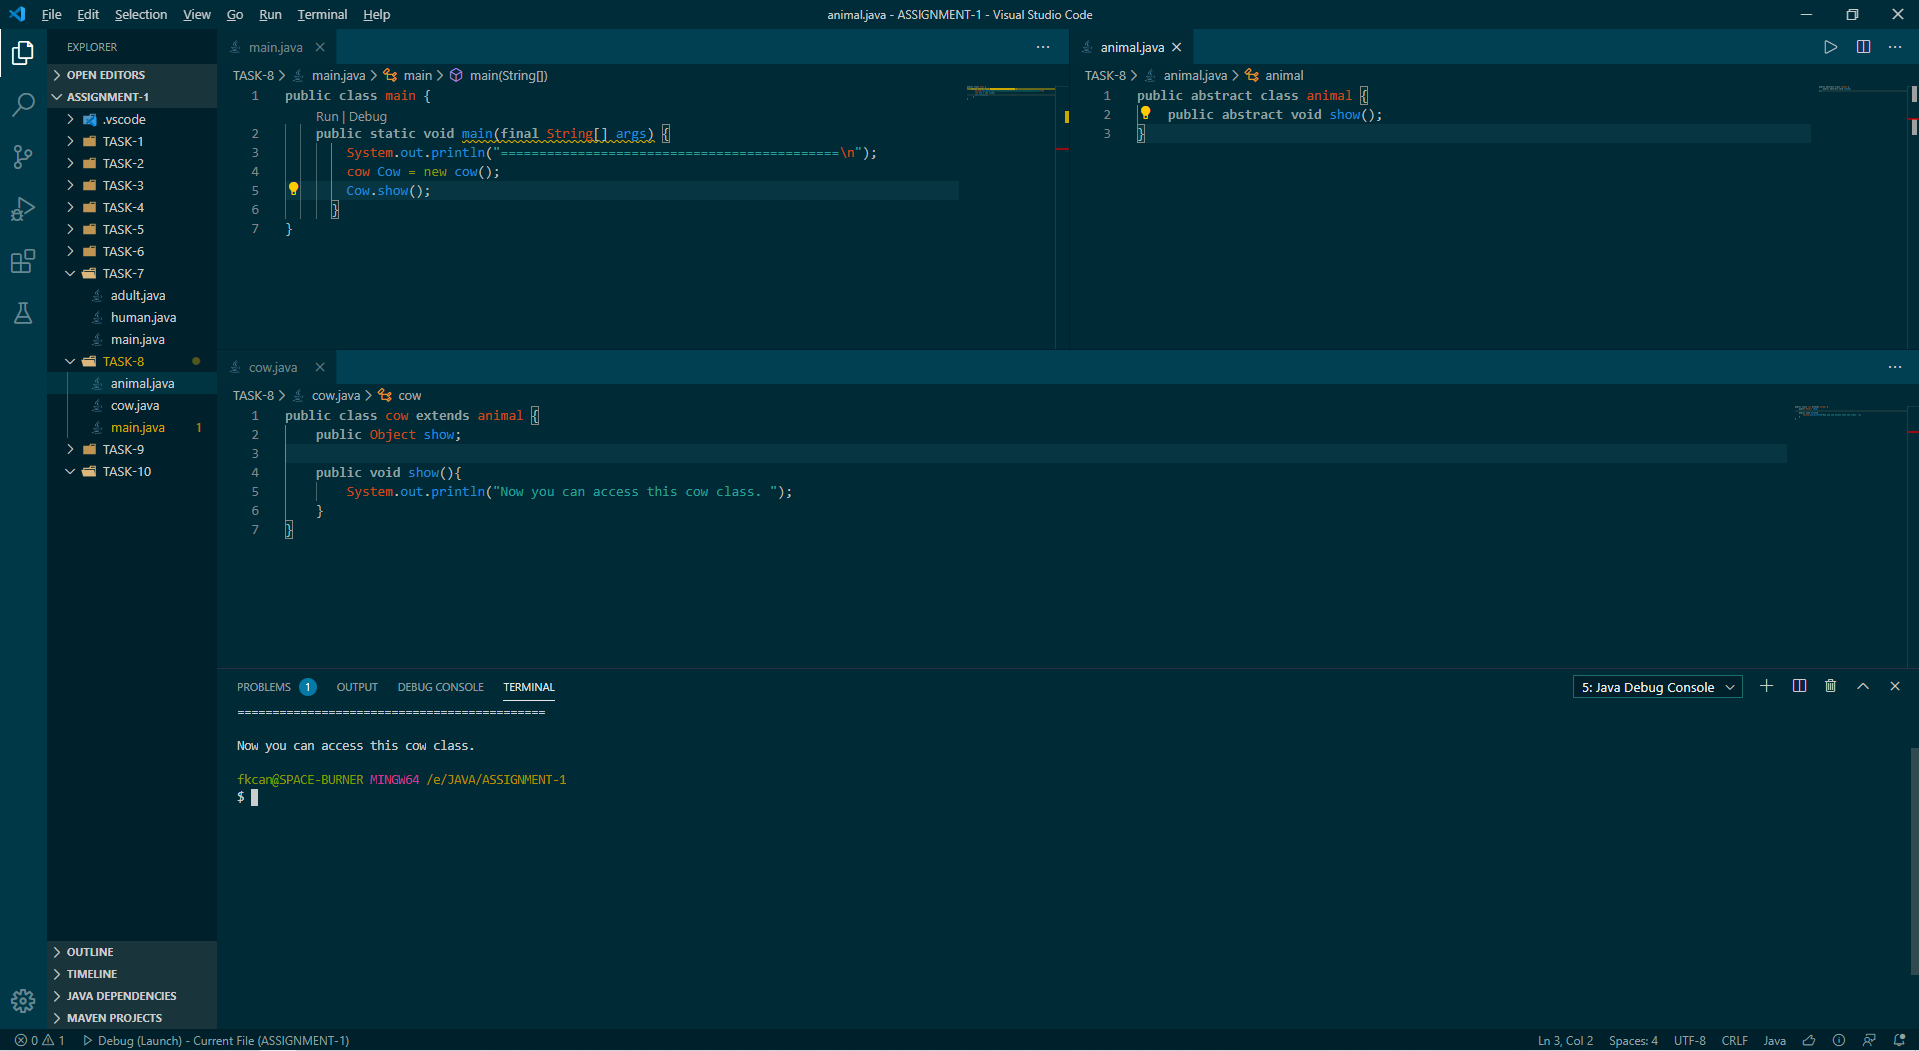 File Edit Selection View Go Run Terminal Help
animal.java - ASSIGNMENT-1 - Visual Studio Code
EXPLORER
OPEN EDITORS
ASSIGNMENT-1
.vscode
TASK-1
TASK-2
TASK-3
TASK-4
TASK-5
TASK-6
TASK-7
adult.java
human.java
main.java
TASK-8
animal.java
cow.java
main.java 1
TASK-9
TASK-10
OUTLINE
TIMELINE
JAVA DEPENDENCIES
MAVEN PROJECTS
main.java
TASK-8 > main.java > main > main(String[])
1 public class main {
Run | Debug
2 public static void main(final String[] args) {
3 System.out.println("============================================\n");
4 cow Cow = new cow();
5 Cow.show();
6 }
7 }
animal.java
TASK-8 > animal.java > animal
1 public abstract class animal {
2 public abstract void show();
3 }
cow.java
TASK-8 > cow.java > cow
1 public class cow extends animal {
2 public Object show;
3
4 public void show(){
5 System.out.println("Now you can access this cow class. ");
6 }
7 }
PROBLEMS 1 OUTPUT DEBUG CONSOLE TERMINAL
5: Java Debug Console
============================================
Now you can access this cow class.
fkcan@SPACE-BURNER MINGW64 /e/JAVA/ASSIGNMENT-1
$
0 1 Debug (Launch) - Current File (ASSIGNMENT-1)
Ln 3, Col 2 Spaces: 4 UTF-8 CRLF Java